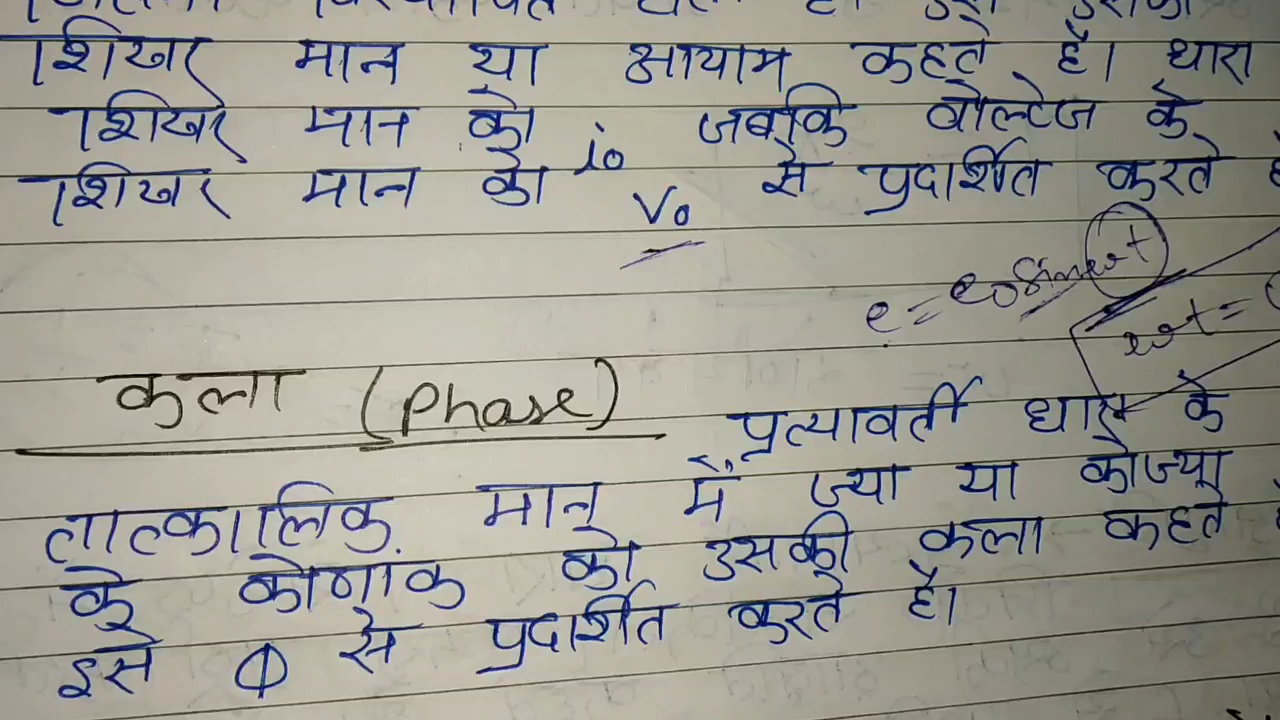 शिखर मान या आयाम कहते है। धारा
शिखर मान को i₀ जबकि वोल्टेज के
शिखर मान को V₀ से प्रदर्शित करते
e = e₀ sin ωt
ωt =
कला (Phase)
प्रत्यावर्ती धारा के
तात्कालिक मान में ज्या या कोज्या
के कोणांक को उसकी कला कहते
इसे Φ से प्रदर्शित करते है।